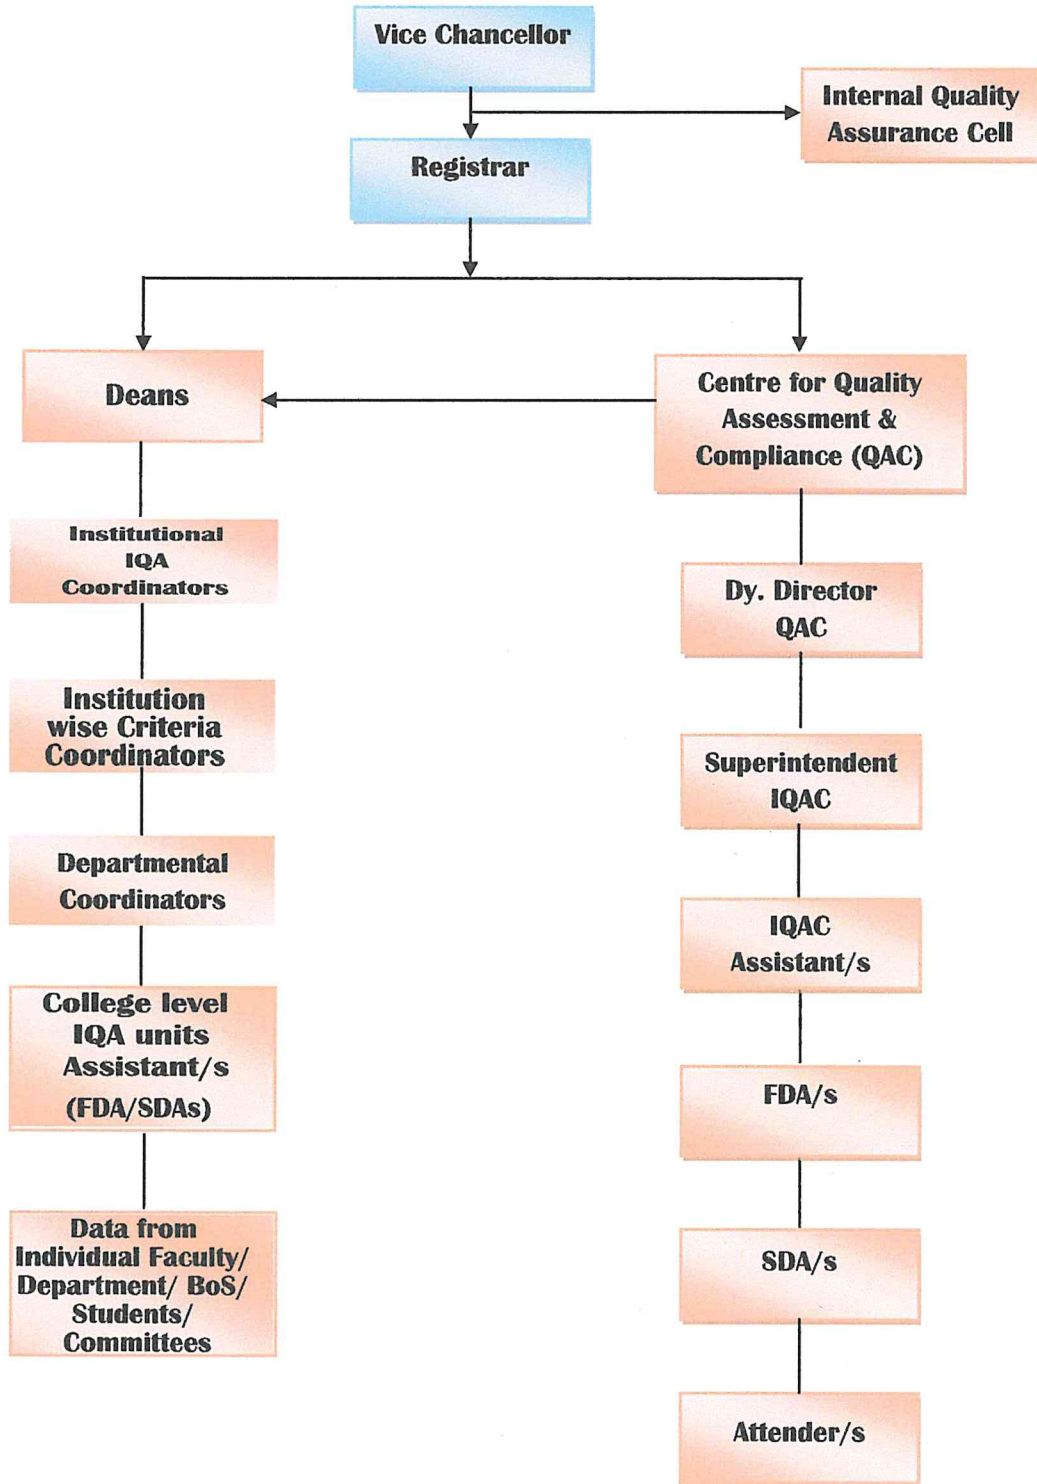 Vice Chancellor
Internal Quality
Assurance Cell
Registrar
Deans
Centre for Quality
Assessment &
Compliance (QAC)
Institutional
IQA
Coordinators
Dy. Director
QAC
Institution
wise Criteria
Coordinators
Superintendent
IQAC
Departmental
Coordinators
IQAC
Assistant/s
College level
IQA units
Assistant/s
(FDA/SDAs)
FDA/s
Data from
Individual Faculty/
Department/ BoS/
Students/
Committees
SDA/s
Attender/s